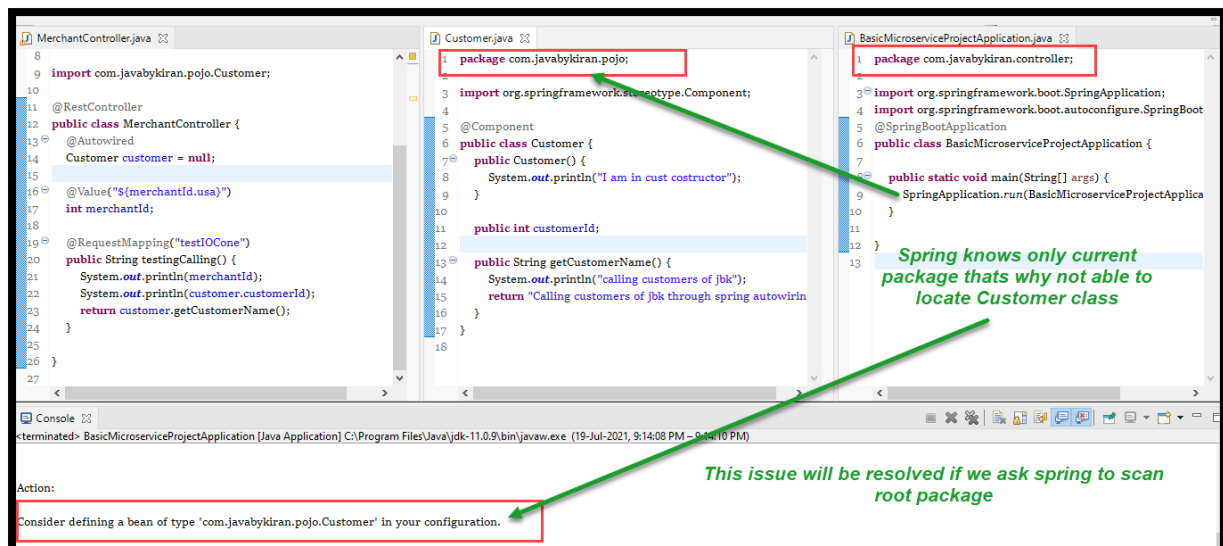 MerchantController.java
8
9 import com.javabykiran.pojo.Customer;
10
11 @RestController
12 public class MerchantController {
13 @Autowired
14 Customer customer = null;
15
16 @Value("${merchantId.usa}")
17 int merchantId;
18
19 @RequestMapping("testIOCone")
20 public String testingCalling() {
21 System.out.println(merchantId);
22 System.out.println(customer.customerId);
23 return customer.getCustomerName();
24 }
25
26 }
27
Customer.java
1 package com.javabykiran.pojo;
2
3 import org.springframework.stereotype.Component;
4
5 @Component
6 public class Customer {
7 public Customer() {
8 System.out.println("I am in cust costructor");
9 }
10
11 public int customerId;
12
13 public String getCustomerName() {
14 System.out.println("calling customers of jbk");
15 return "Calling customers of jbk through spring autowirin
16 }
17 }
18
BasicMicroserviceProjectApplication.java
1 package com.javabykiran.controller;
2
3 import org.springframework.boot.SpringApplication;
4 import org.springframework.boot.autoconfigure.SpringBoot
5 @SpringBootApplication
6 public class BasicMicroserviceProjectApplication {
7
8 public static void main(String[] args) {
9 SpringApplication.run(BasicMicroserviceProjectApplica
10 }
11
12 }
13
Spring knows only current
package thats why not able to
locate Customer class
Console
<terminated> BasicMicroserviceProjectApplication [Java Application] C:\Program Files\Java\jdk-11.0.9\bin\javaw.exe (19-Jul-2021, 9:14:08 PM – 9:14:10 PM)
This issue will be resolved if we ask spring to scan
root package
Action:
Consider defining a bean of type 'com.javabykiran.pojo.Customer' in your configuration.